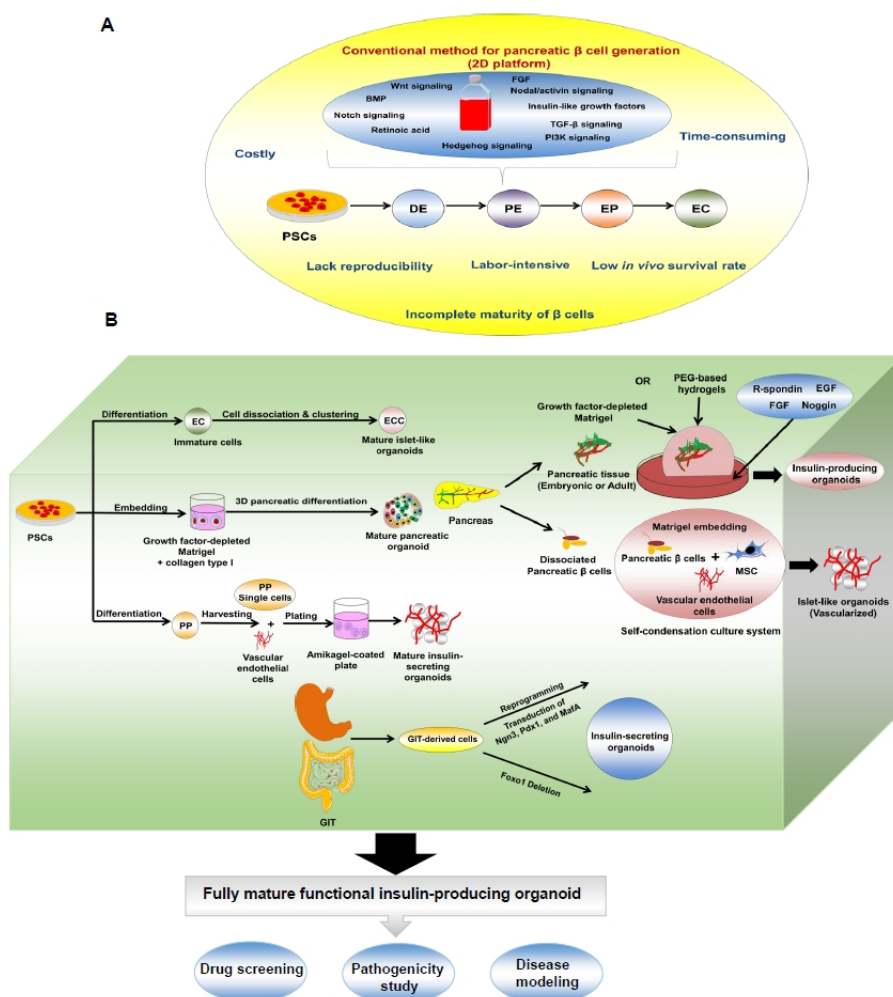 A
Conventional method for pancreatic β cell generation
(2D platform)
Wnt signaling
FGF
Nodal/activin signaling
BMP
Insulin-like growth factors
Notch signaling
TGF-β signaling
Retinoic acid
PI3K signaling
Hedgehog signaling
Costly
Time-consuming
PSCs
DE
PE
EP
EC
Lack reproducibility
Labor-intensive
Low in vivo survival rate
Incomplete maturity of β cells
B
Differentiation
EC
Immature cells
Cell dissociation & clustering
ECC
Mature islet-like
organoids
PSCs
Embedding
Growth factor-depleted
Matrigel
+ collagen type I
3D pancreatic differentiation
Mature pancreatic
organoid
Differentiation
PP
Harvesting
PP
Single cells
+
Vascular
endothelial
cells
Plating
Amikagel-coated
plate
Mature insulin-
secreting
organoids
Pancreas
Growth factor-depleted
Matrigel
OR
PEG-based
hydrogels
R-spondin
EGF
FGF
Noggin
Pancreatic tissue
(Embryonic or Adult)
Insulin-producing
organoids
Dissociated
Pancreatic β cells
Matrigel embedding
Pancreatic β cells
+
MSC
Vascular endothelial
cells
Self-condensation culture system
Islet-like organoids
(Vascularized)
GIT
GIT-derived cells
Reprogramming
Transduction of
Ngn3, Pdx1, and MafA
Foxo1 Deletion
Insulin-secreting
organoids
Fully mature functional insulin-producing organoid
Drug screening
Pathogenicity
study
Disease
modeling